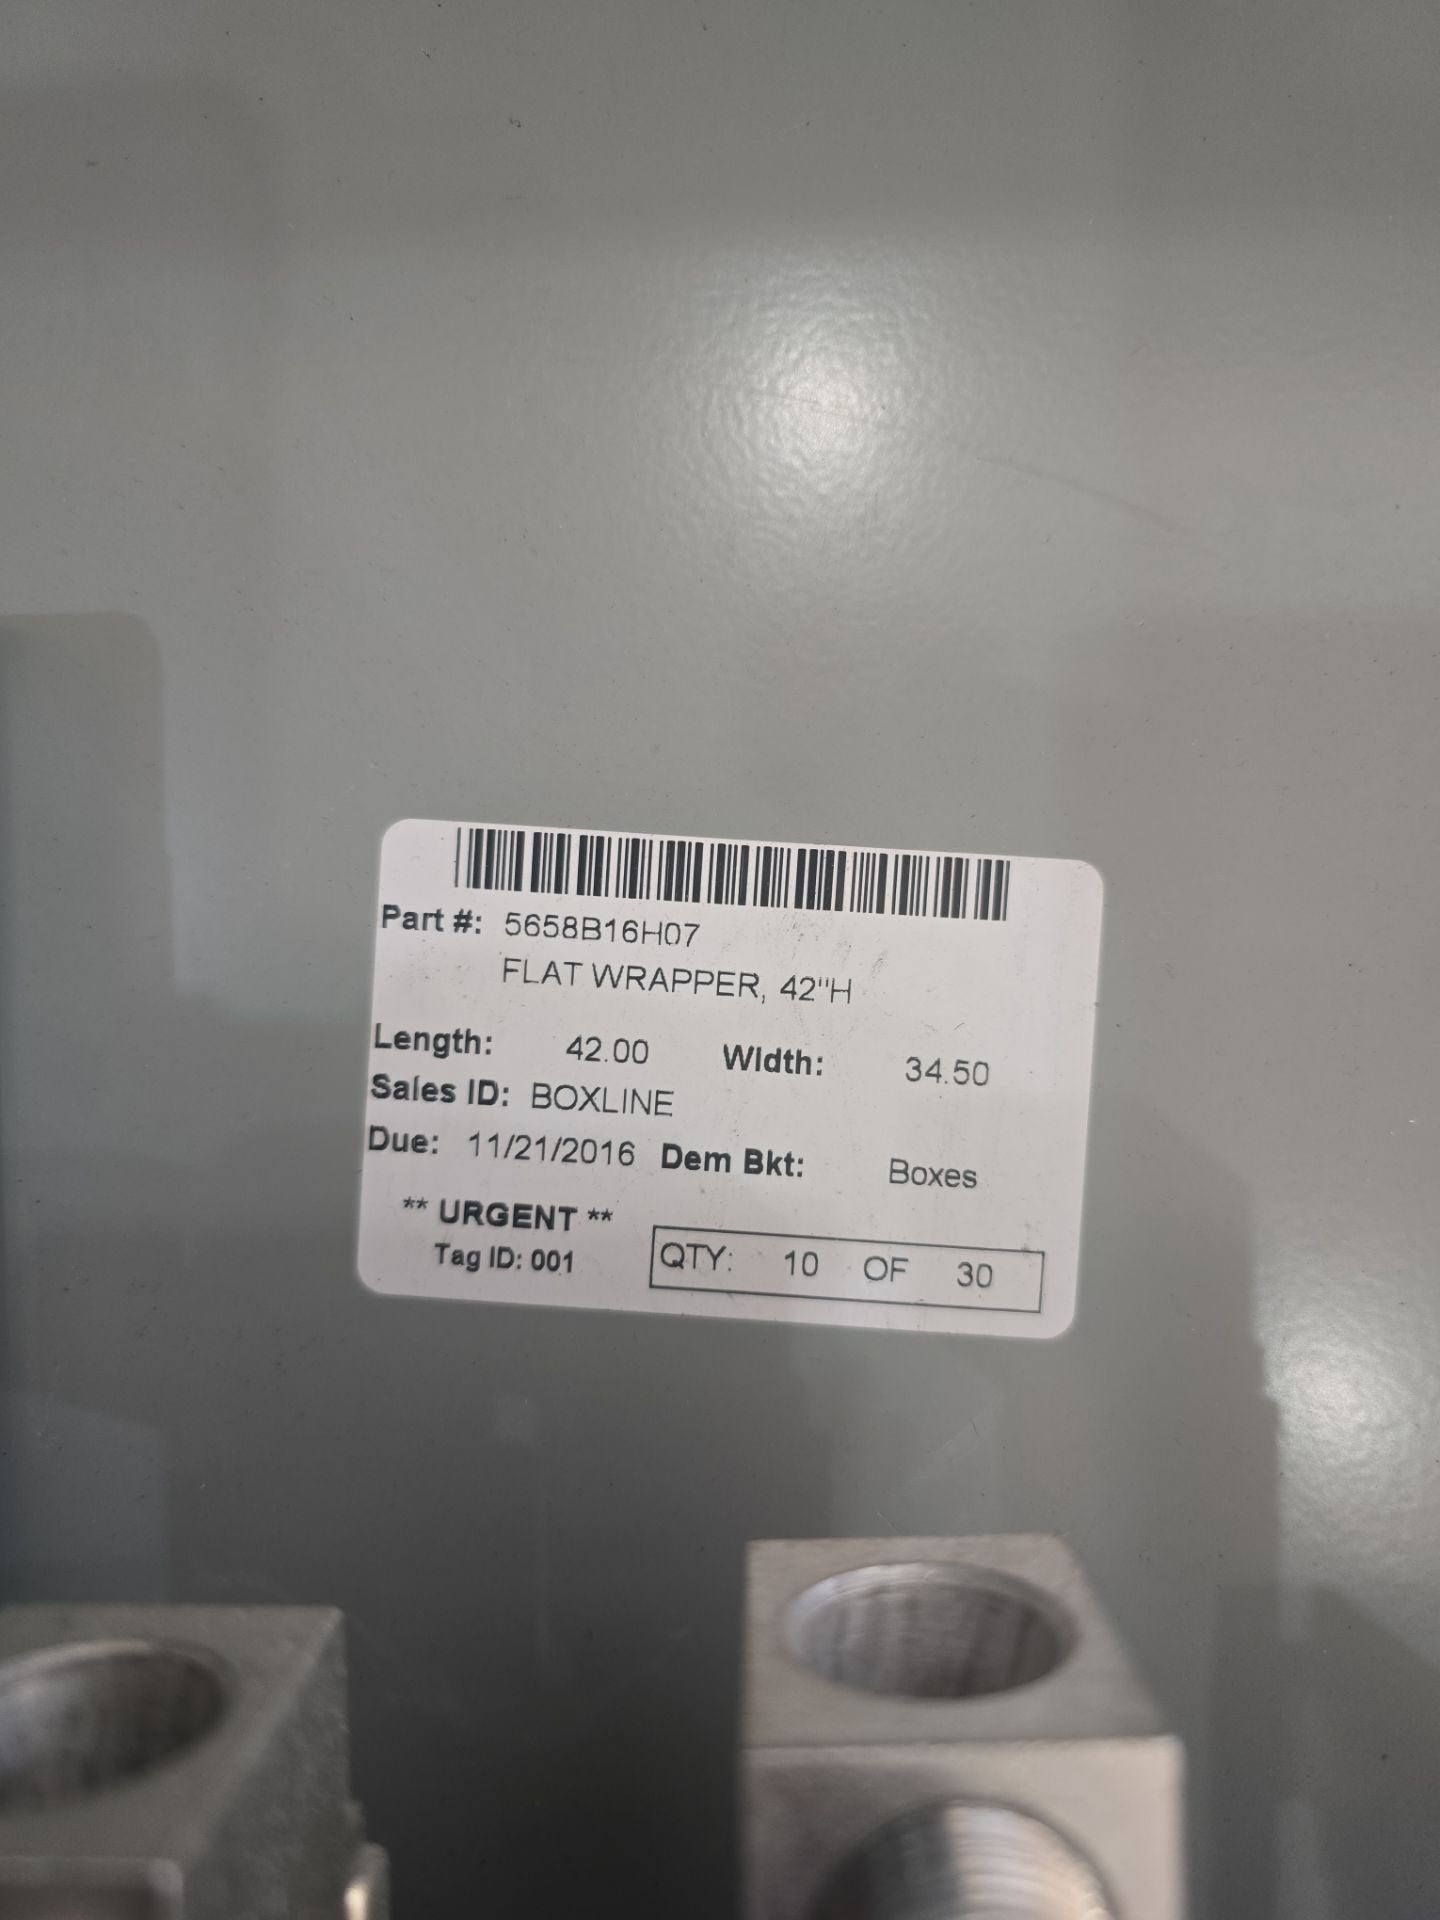 Part #: 5658B16H07
FLAT WRAPPER, 42"H
Length: 42.00 Width: 34.50
Sales ID: BOXLINE
Due: 11/21/2016 Dem Bkt: Boxes
** URGENT **
Tag ID: 001 QTY: 10 OF 30